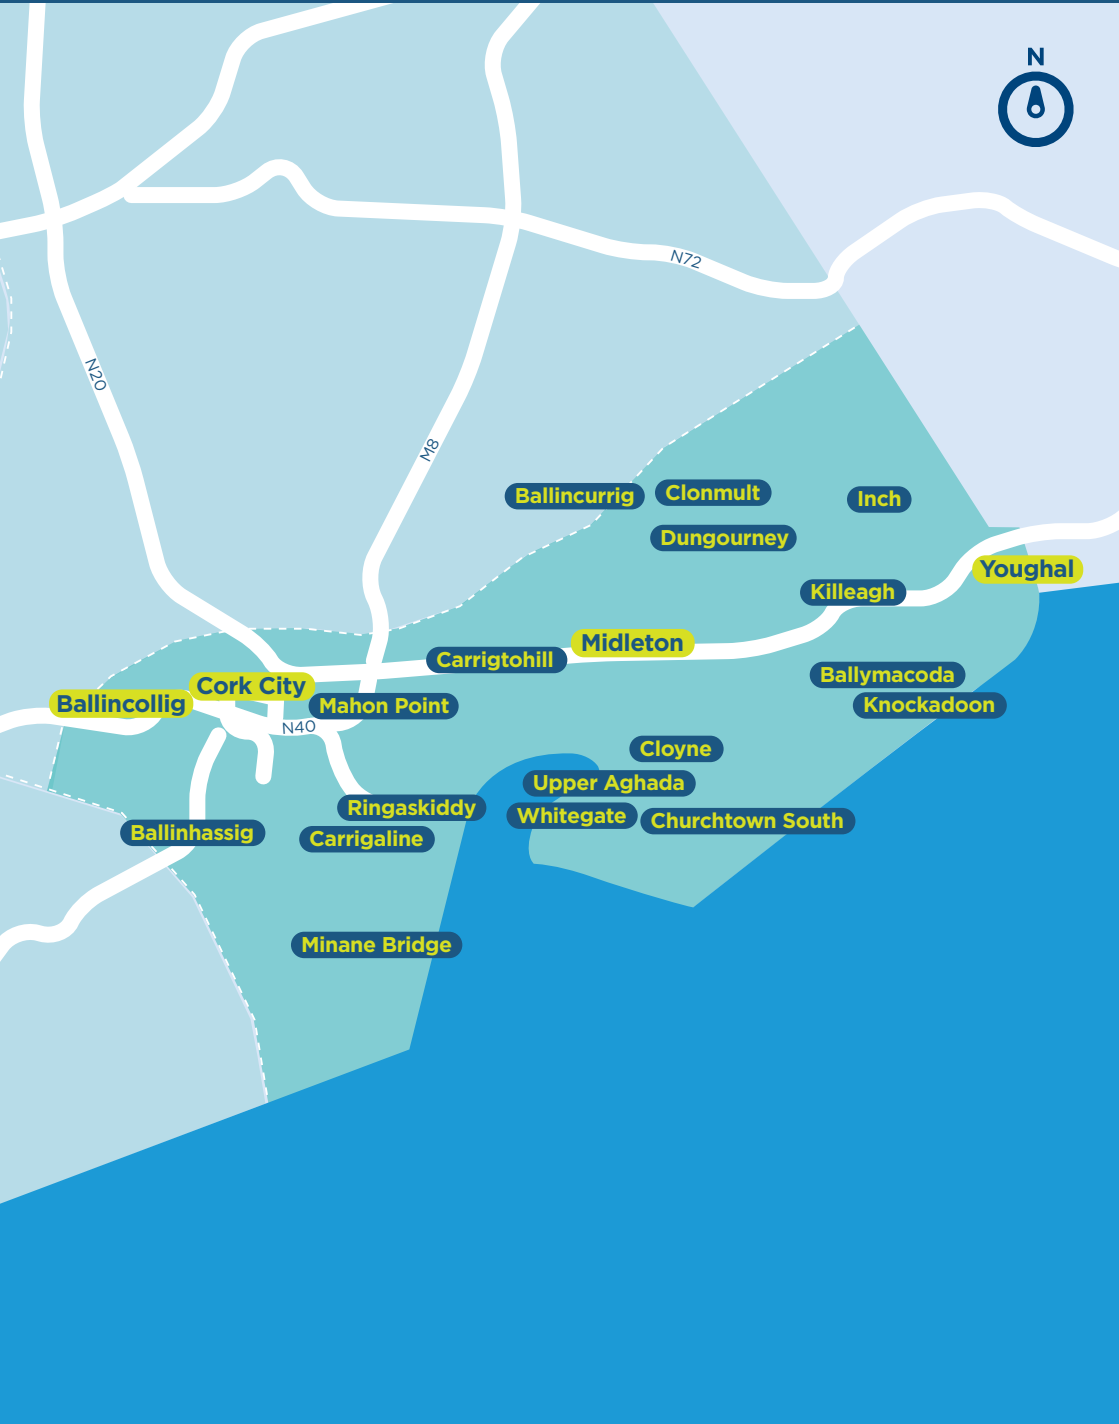 N
N72
N20
M8
Ballincurrig
Clonmult
Inch
Dungourney
Youghal
Killeagh
Midleton
Carrigtohill
Ballymacoda
Cork City
Ballincollig
Mahon Point
Knockadoon
N40
Cloyne
Upper Aghada
Ringaskiddy
Whitegate
Churchtown South
Ballinhassig
Carrigaline
Minane Bridge